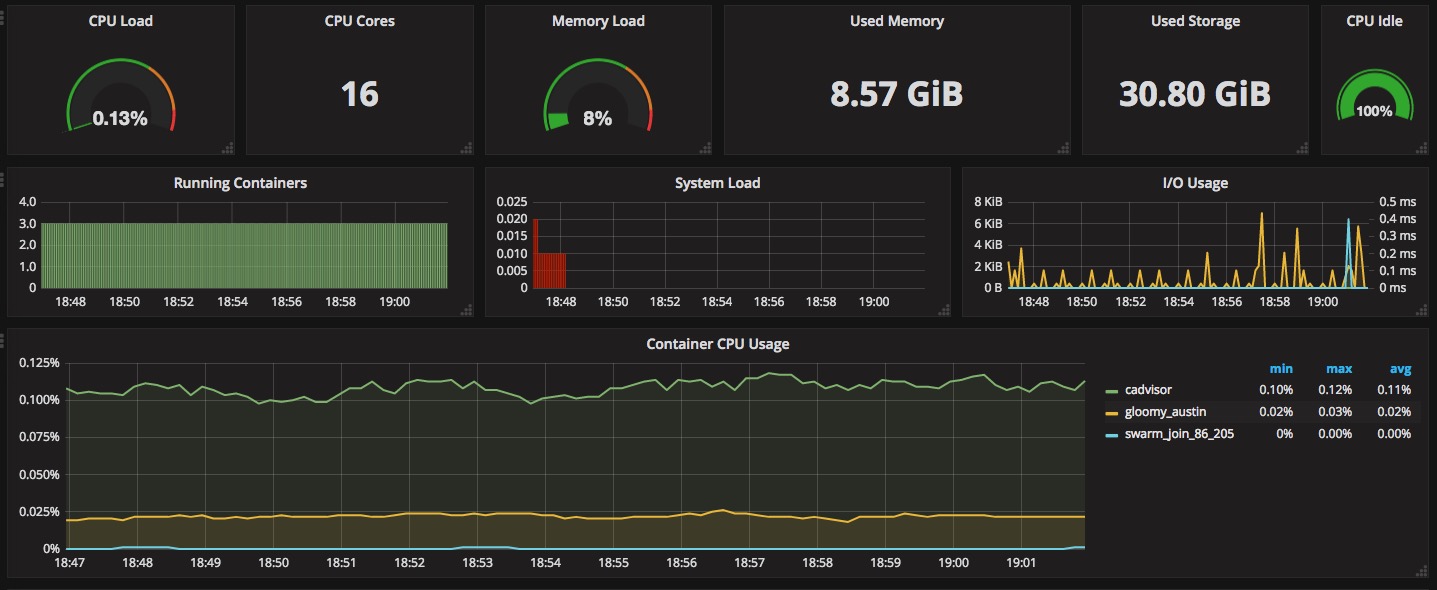 CPU Load
CPU Cores
Memory Load
Used Memory
Used Storage
CPU Idle
0.13%
16
8%
8.57 GiB
30.80 GiB
100%
Running Containers
4.0
3.0
2.0
1.0
0
18:48 18:50 18:52 18:54 18:56 18:58 19:00
System Load
0.025
0.020
0.015
0.010
0.005
0
18:48 18:50 18:52 18:54 18:56 18:58 19:00
I/O Usage
8 KiB 0.5 ms
6 KiB 0.4 ms
0.3 ms
4 KiB
0.2 ms
2 KiB 0.1 ms
0 B 0 ms
18:48 18:50 18:52 18:54 18:56 18:58 19:00
Container CPU Usage
0.125%
0.100%
0.075%
0.050%
0.025%
0%
18:47 18:48 18:49 18:50 18:51 18:52 18:53 18:54 18:55 18:56 18:57 18:58 18:59 19:00 19:01
min max avg
cadvisor 0.10% 0.12% 0.11%
gloomy_austin 0.02% 0.03% 0.02%
swarm_join_86_205 0% 0.00% 0.00%